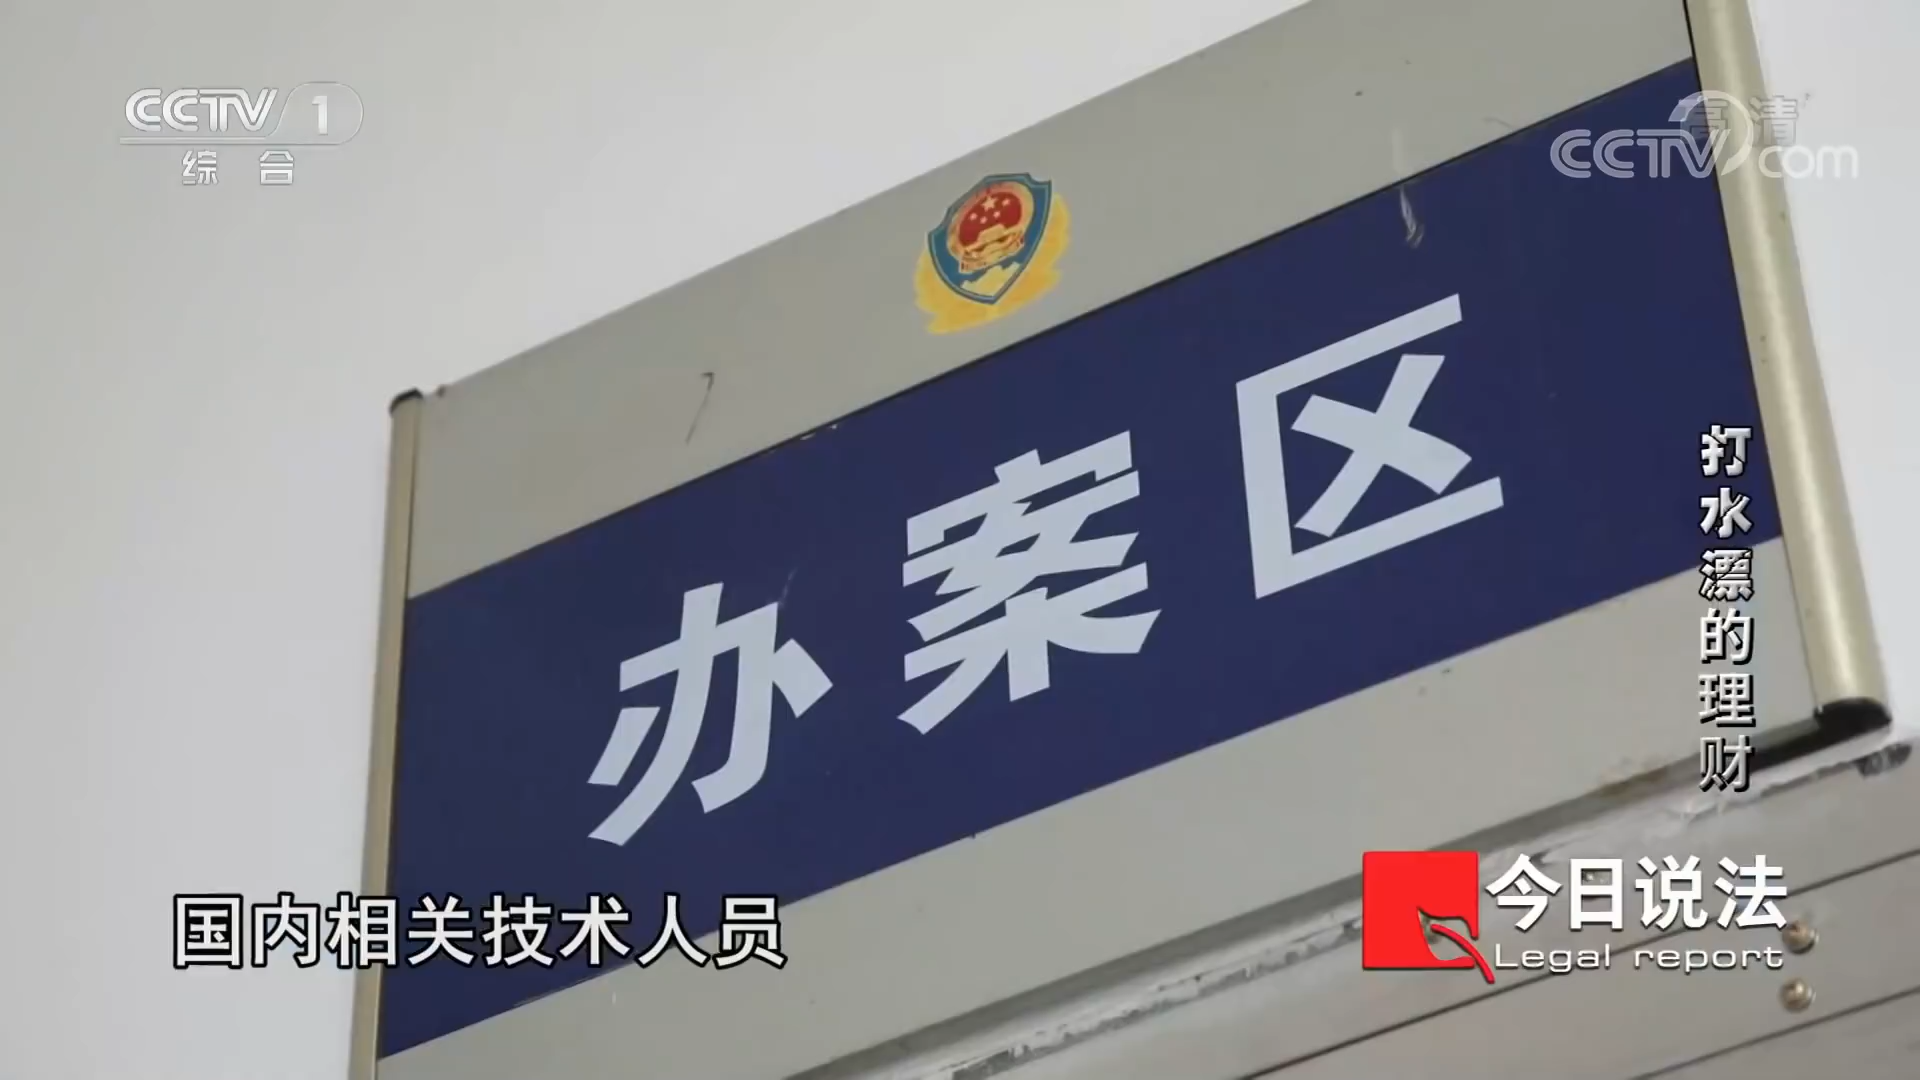 CCTV 1
综合
高清
CCTV.com
办案区
打水漂的理财
国内相关技术人员
今日说法
Legal report